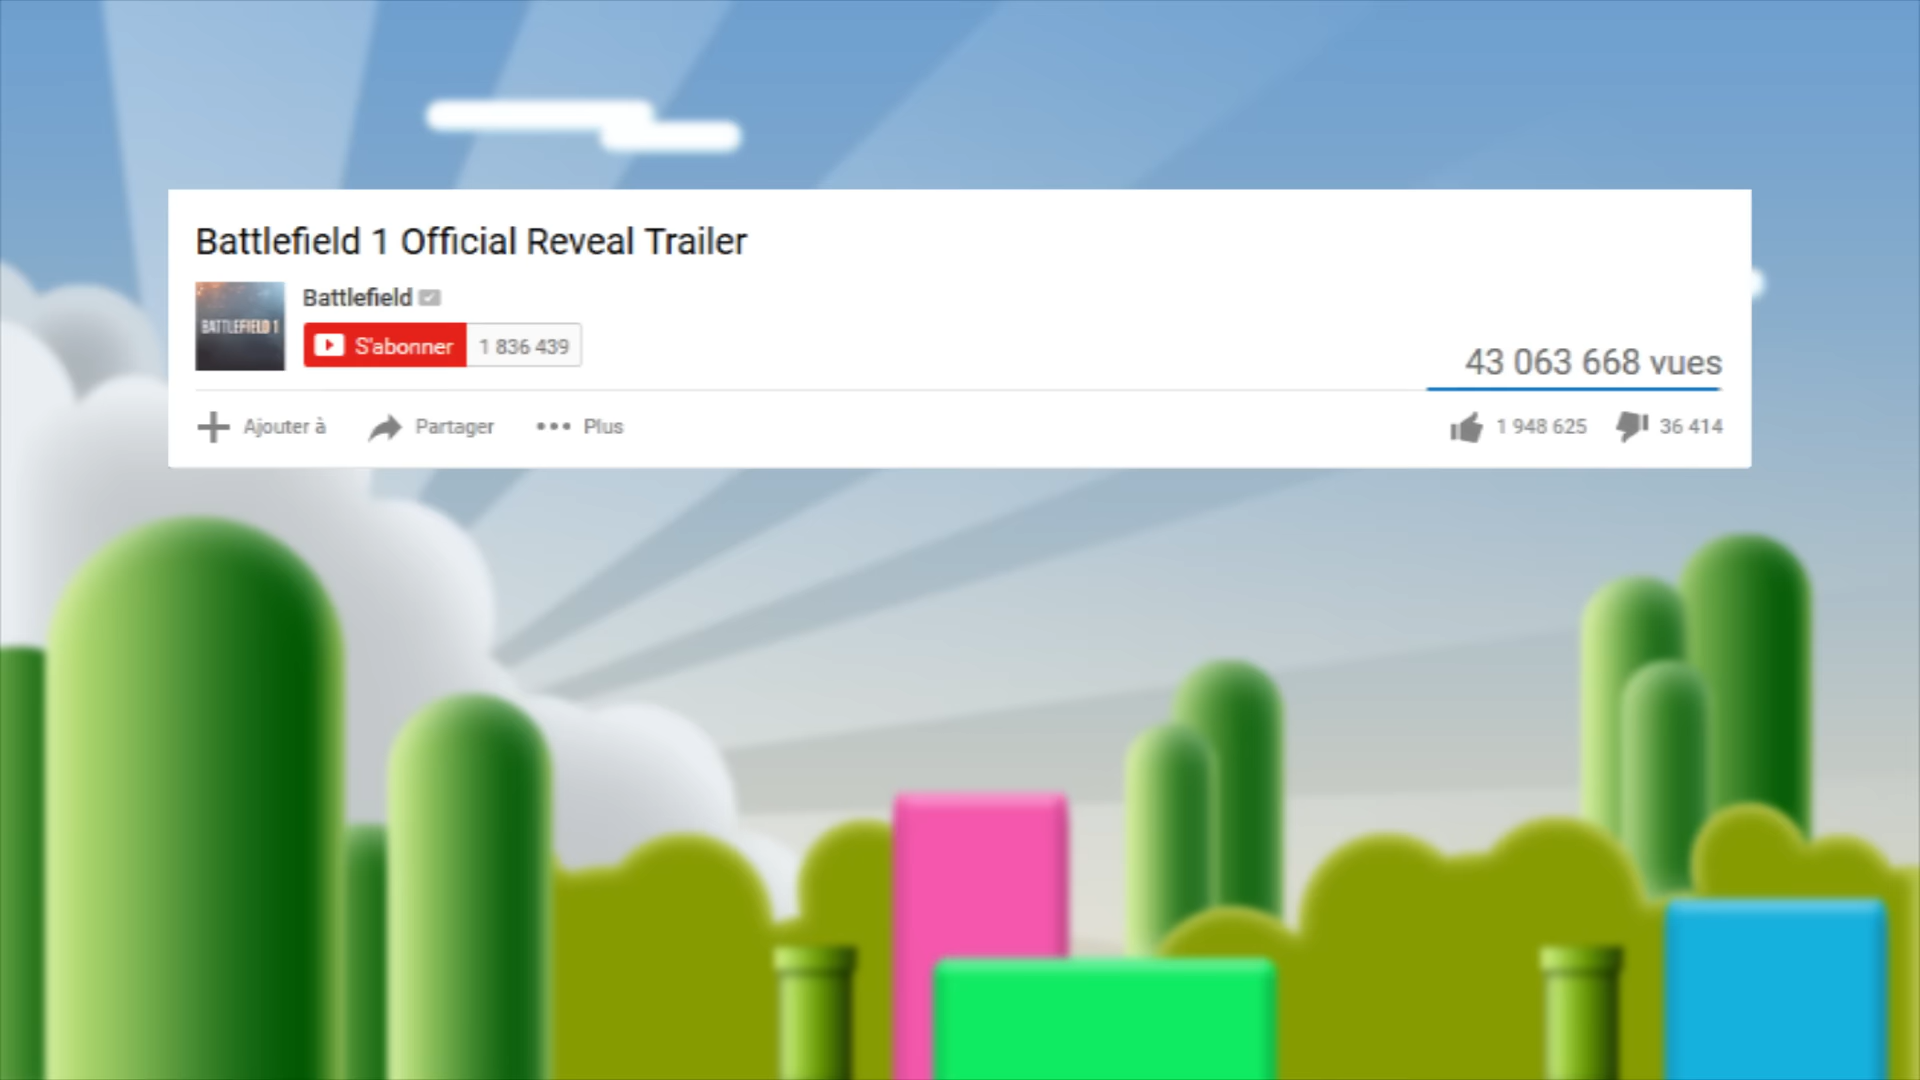 Battlefield 1 Official Reveal Trailer
BATTLEFIELD 1
Battlefield
S'abonner 1 836 439
43 063 668 vues
Ajouter à Partager Plus 1 948 625 36 414